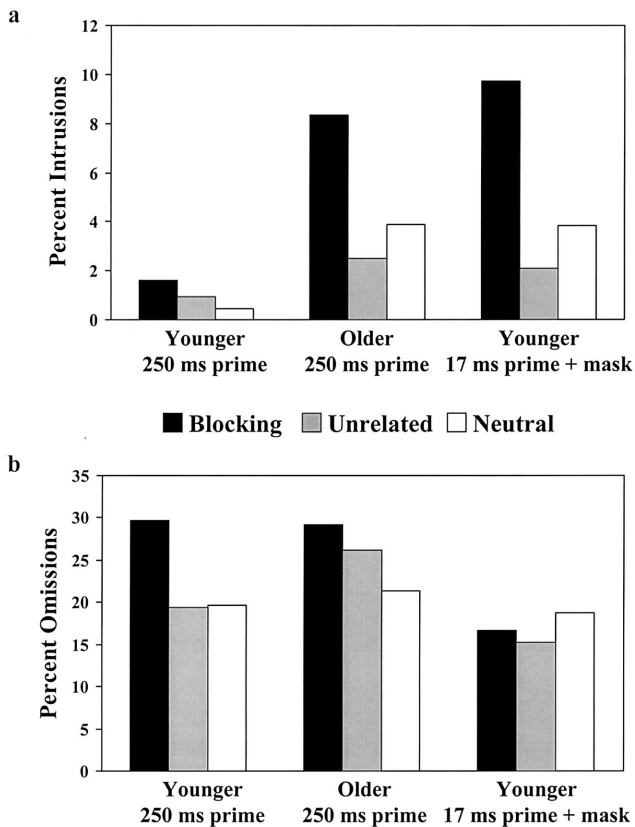 a
Percent Intrusions
12
10
8
6
4
2
0
Younger
250 ms prime
Older
250 ms prime
Younger
17 ms prime + mask
Blocking Unrelated Neutral
b
Percent Omissions
35
30
25
20
15
10
5
0
Younger
250 ms prime
Older
250 ms prime
Younger
17 ms prime + mask